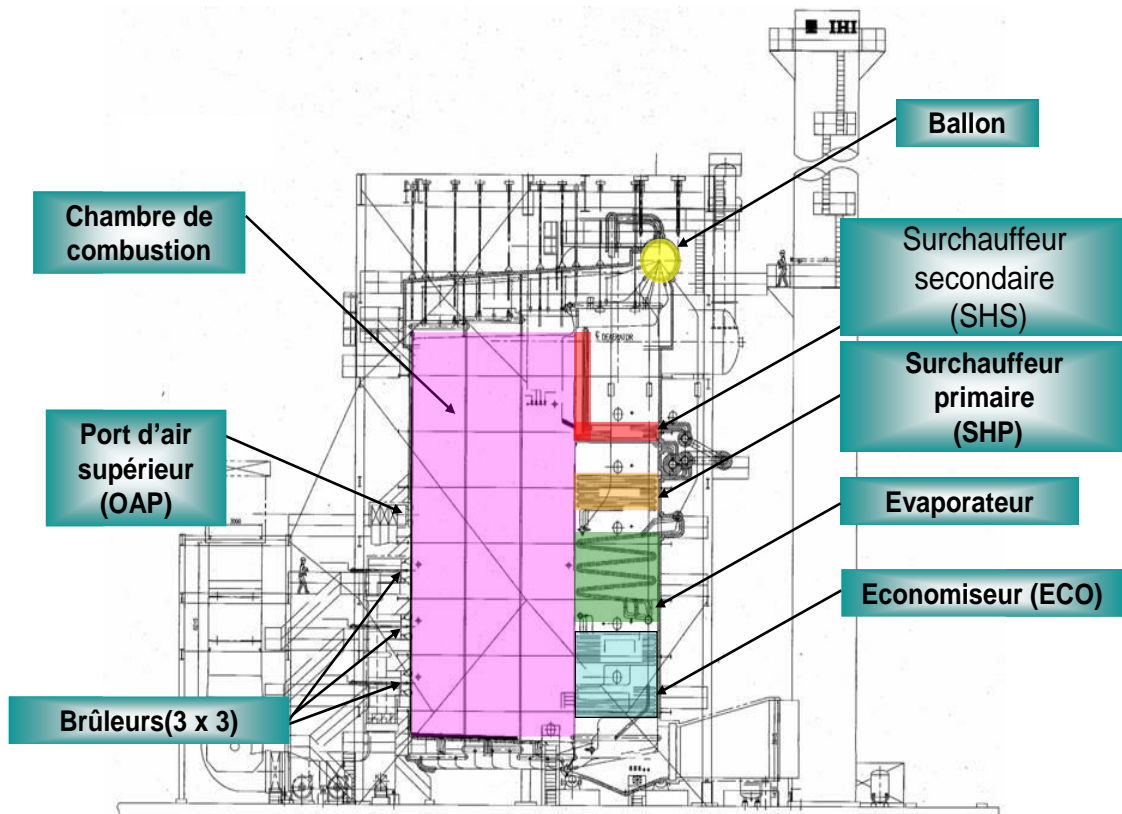 IHI
Ballon
Chambre de
combustion
Surchauffeur
secondaire
(SHS)
Surchauffeur
primaire
(SHP)
Port d'air
supérieur
(OAP)
Evaporateur
Economiseur (ECO)
Brûleurs(3 x 3)